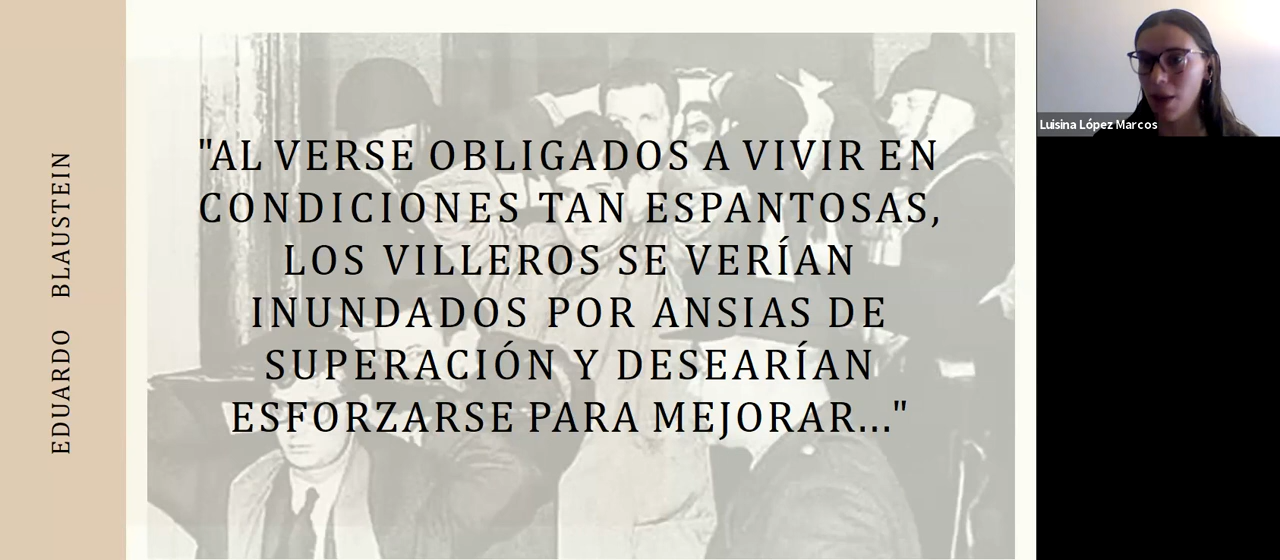 EDUARDO BLAUSTEIN
"AL VERSE OBLIGADOS A VIVIR EN
CONDICIONES TAN ESPANTOSAS,
LOS VILLEROS SE VERÍAN
INUNDADOS POR ANSIAS DE
SUPERACIÓN Y DESEARÍAN
ESFORZARSE PARA MEJORAR..."
Luisina López Marcos